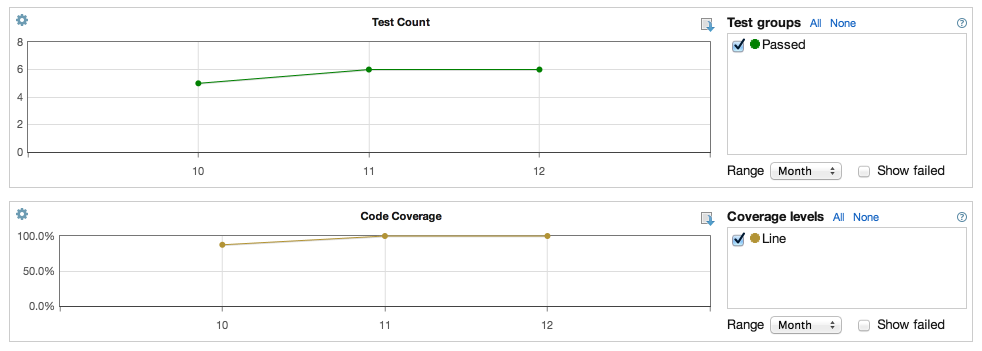 Test Count
8
6
4
2
0
10 11 12
Test groups All None ?
Passed
Range Month Show failed
Code Coverage
100.0%
50.0%
0.0%
10 11 12
Coverage levels All None ?
Line
Range Month Show failed